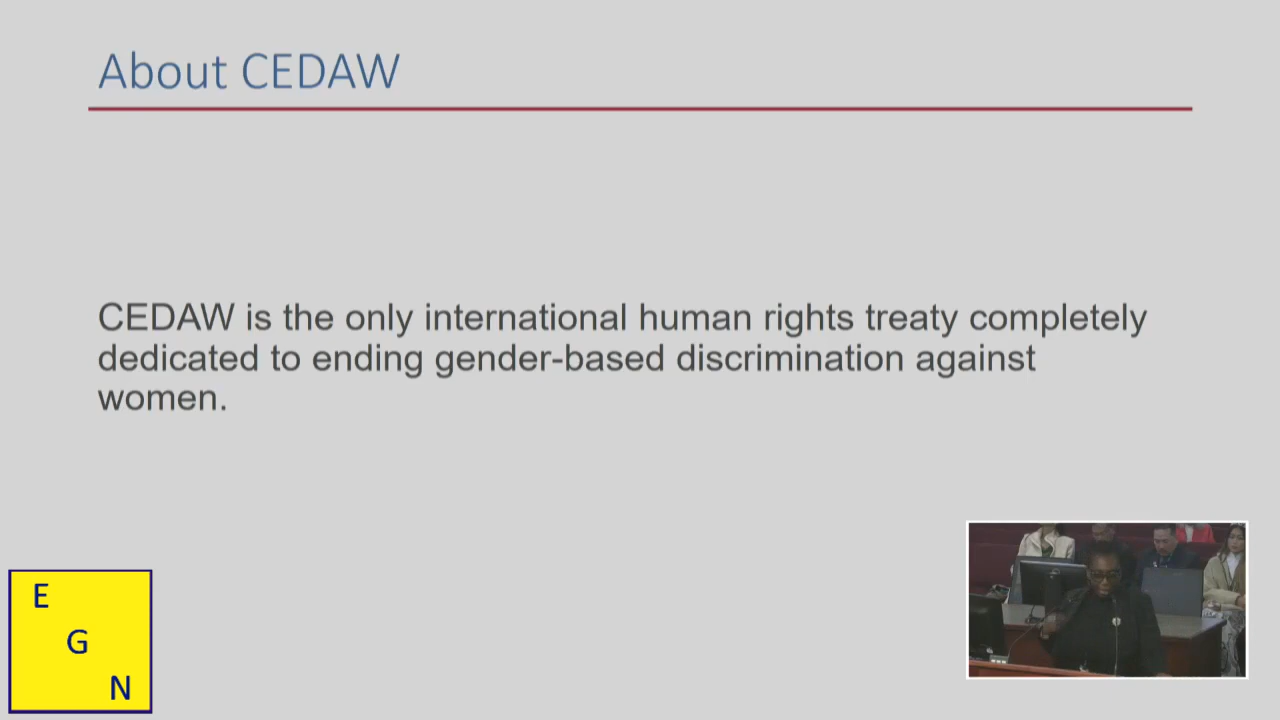 About CEDAW
CEDAW is the only international human rights treaty completely
dedicated to ending gender-based discrimination against
women.
E
G
N